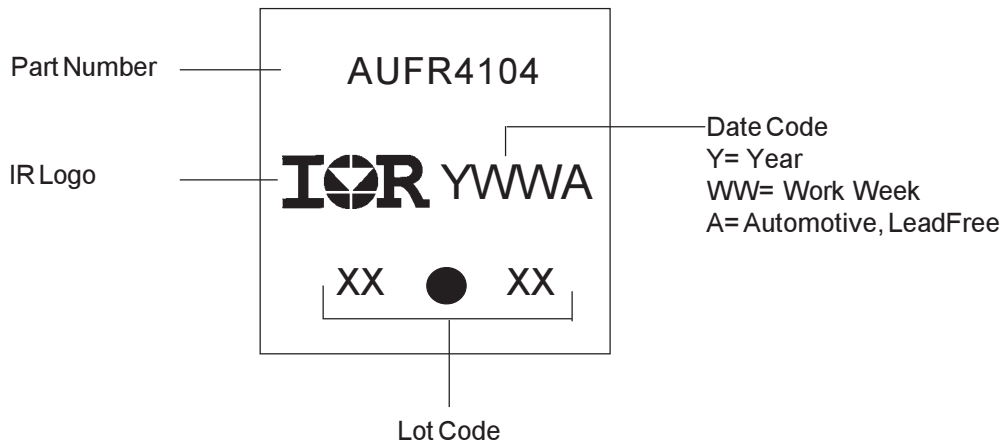 Part Number
AUFR4104
Date Code
Y= Year
WW= Work Week
A= Automotive, LeadFree
IR Logo
IOR YWWA
XX XX
Lot Code